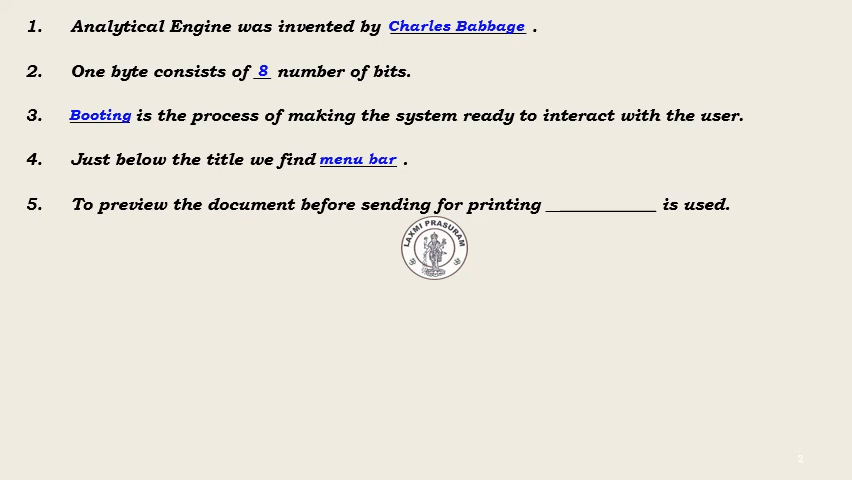 1. Analytical Engine was invented by Charles Babbage .
2. One byte consists of 8 number of bits.
3. Booting is the process of making the system ready to interact with the user.
4. Just below the title we find menu bar .
5. To preview the document before sending for printing ____________ is used.
LAXMI PRASURAM
2